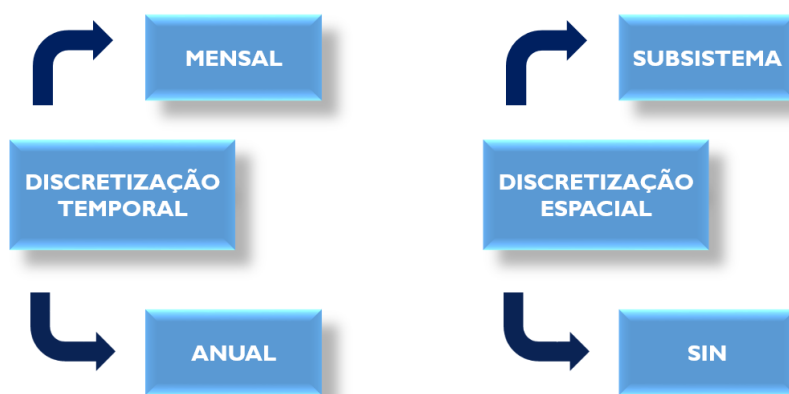 MENSAL
DISCRETIZAÇÃO
TEMPORAL
ANUAL
SUBSISTEMA
DISCRETIZAÇÃO
ESPACIAL
SIN